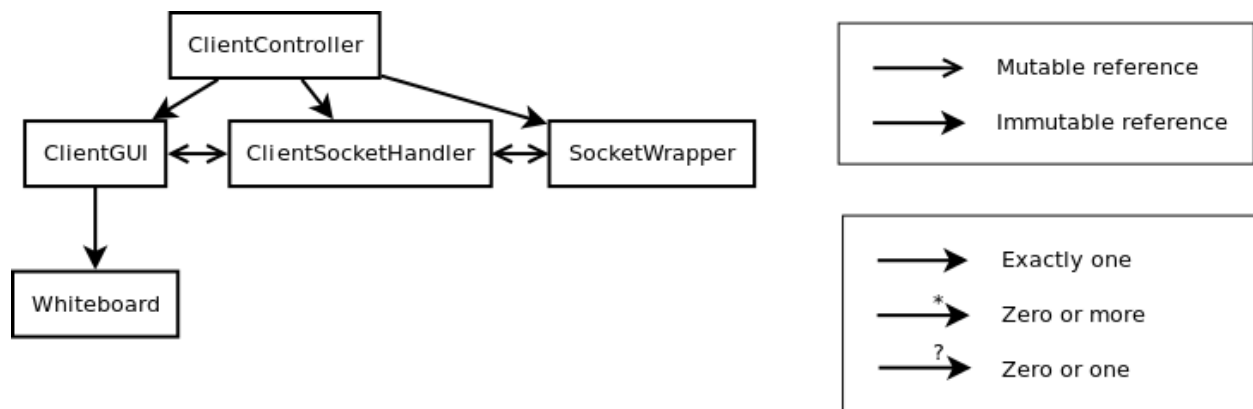 ClientController
ClientGUI
ClientSocketHandler
SocketWrapper
Whiteboard
Mutable reference
Immutable reference
Exactly one
*
Zero or more
?
Zero or one